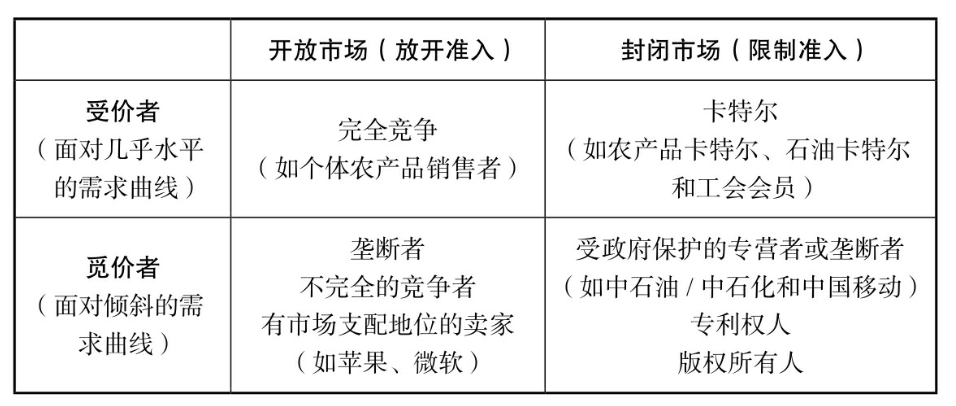 开放市场（放开准入）
封闭市场（限制准入）
受价者
（面对几乎水平
的需求曲线）
完全竞争
（如个体农产品销售者）
卡特尔
（如农产品卡特尔、石油卡特尔
和工会会员）
觅价者
（面对倾斜的需
求曲线）
垄断者
不完全的竞争者
有市场支配地位的卖家
（如苹果、微软）
受政府保护的专营者或垄断者
（如中石油/中石化和中国移动）
专利权人
版权所有人